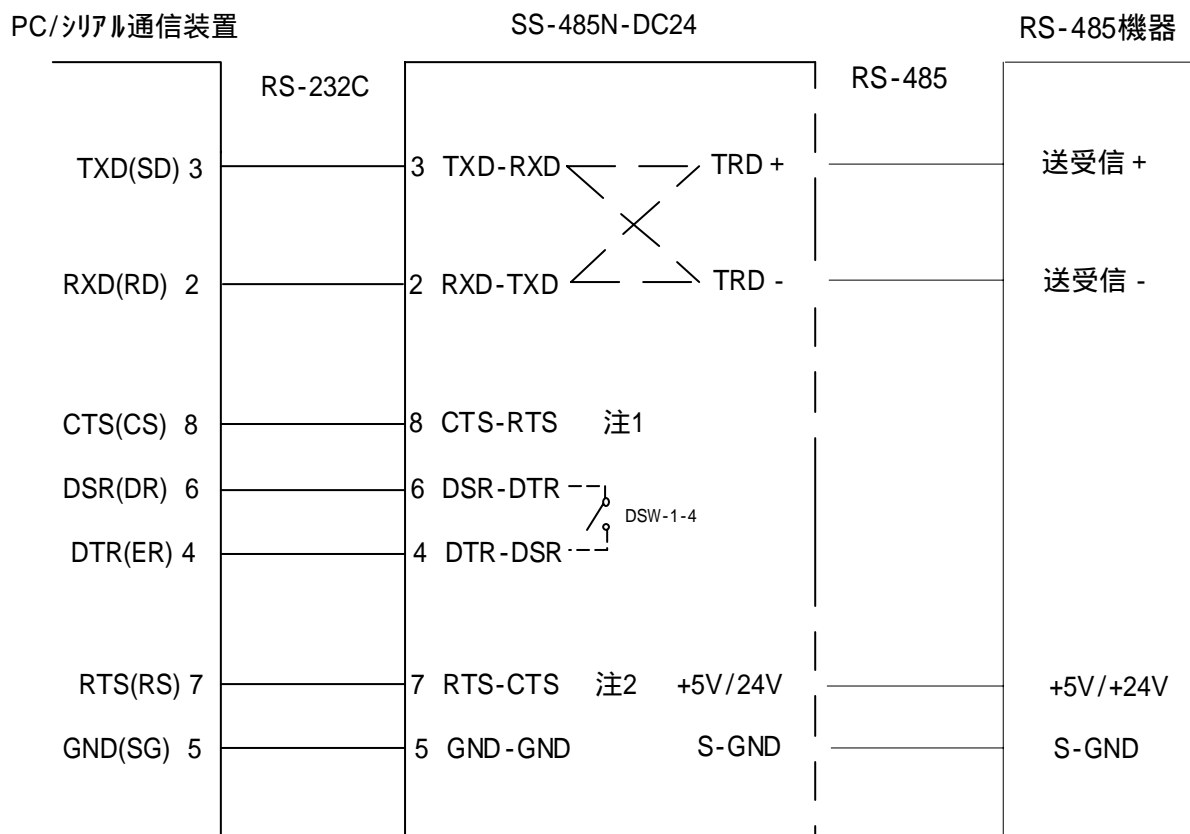 PC/ｼﾘｱﾙ通信装置 SS-485N-DC24 RS-485機器
RS-232C RS-485
TXD(SD) 3 3 TXD-RXD TRD + 送受信 +
RXD(RD) 2 2 RXD-TXD TRD - 送受信 -
CTS(CS) 8 8 CTS-RTS 注1
DSR(DR) 6 6 DSR-DTR
DSW-1-4
DTR(ER) 4 4 DTR-DSR
RTS(RS) 7 7 RTS-CTS 注2 +5V/24V +5V/+24V
GND(SG) 5 5 GND-GND S-GND S-GND